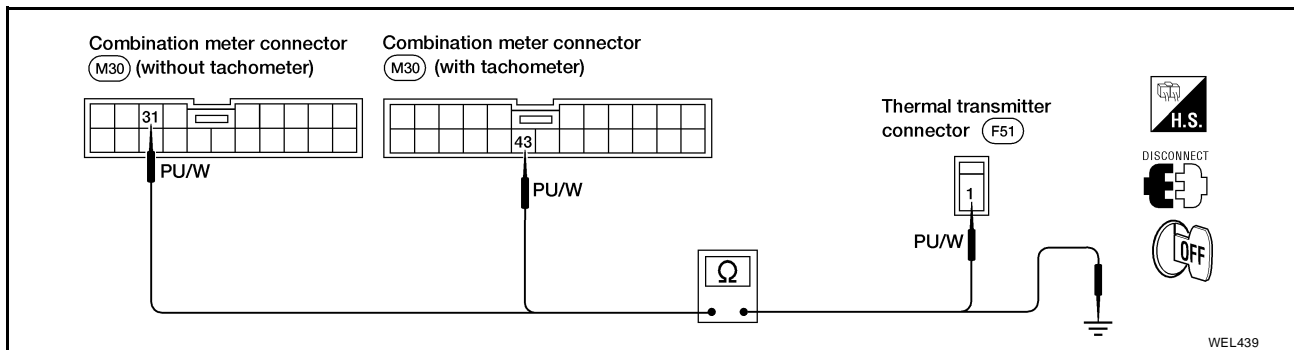 Combination meter connector
M30 (without tachometer)
Combination meter connector
M30 (with tachometer)
Thermal transmitter
connector F51
H.S.
DISCONNECT
OFF
31
43
1
PU/W
PU/W
PU/W
Ω
WEL439